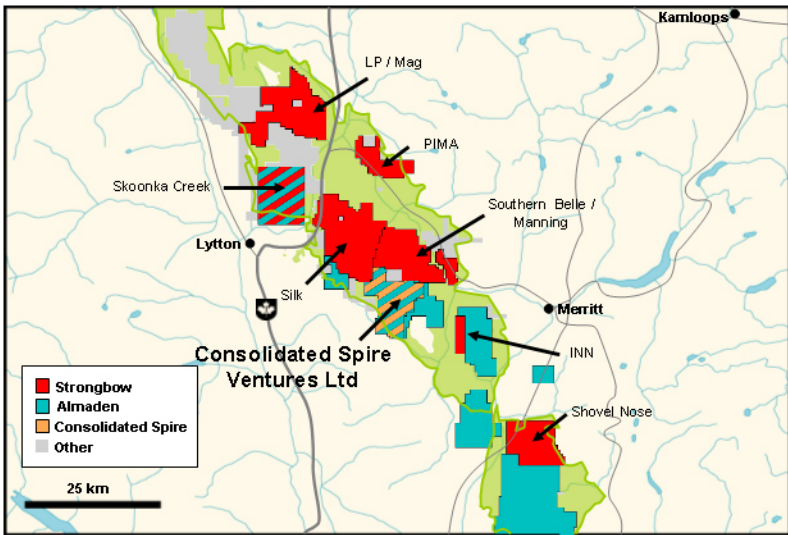 Kamloops
LP / Mag
PIMA
Skoonka Creek
Southern Belle /
Manning
Lytton
Silk
Merritt
Consolidated Spire
Ventures Ltd
INN
Shovel Nose
Strongbow
Almaden
Consolidated Spire
Other
25 km